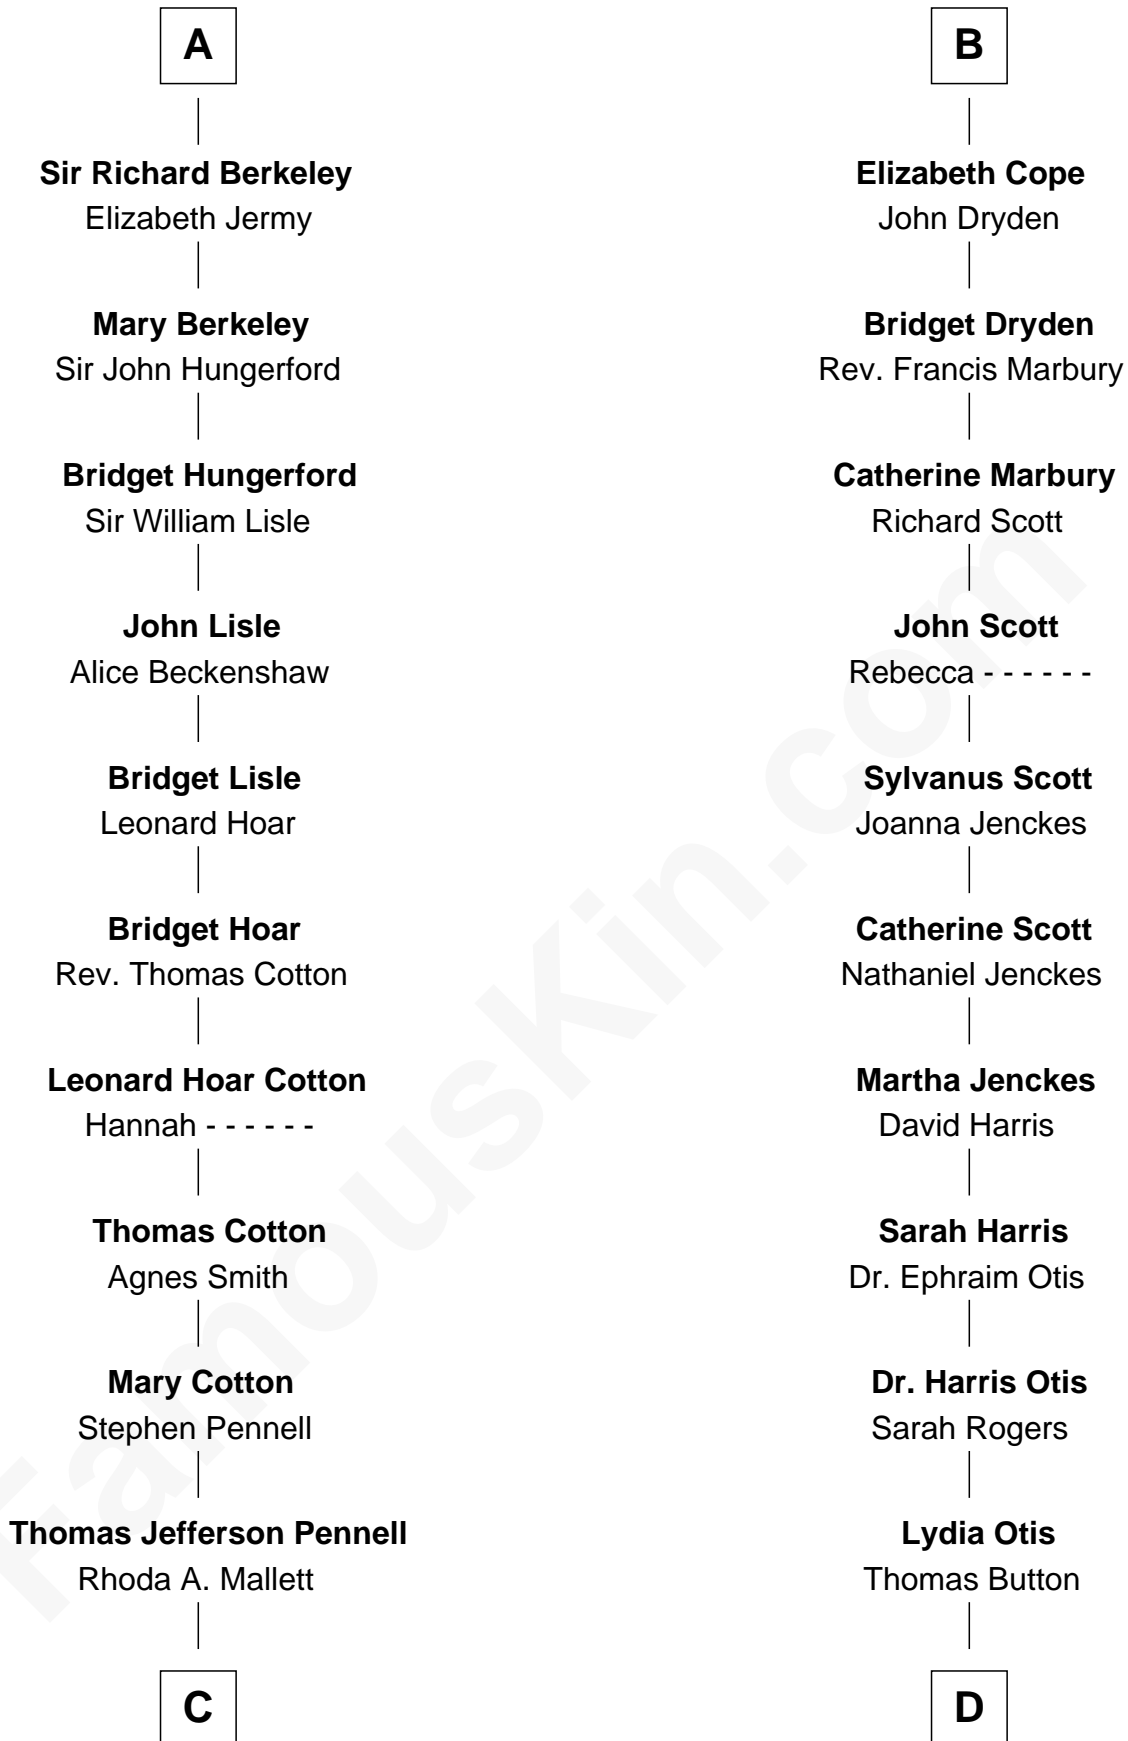 A
Sir Richard Berkeley
Elizabeth Jermy
Mary Berkeley
Sir John Hungerford
Bridget Hungerford
Sir William Lisle
John Lisle
Alice Beckenshaw
Bridget Lisle
Leonard Hoar
Bridget Hoar
Rev. Thomas Cotton
Leonard Hoar Cotton
Hannah - - - - - -
Thomas Cotton
Agnes Smith
Mary Cotton
Stephen Pennell
Thomas Jefferson Pennell
Rhoda A. Mallett
C
B
Elizabeth Cope
John Dryden
Bridget Dryden
Rev. Francis Marbury
Catherine Marbury
Richard Scott
John Scott
Rebecca - - - - - -
Sylvanus Scott
Joanna Jenckes
Catherine Scott
Nathaniel Jenckes
Martha Jenckes
David Harris
Sarah Harris
Dr. Ephraim Otis
Dr. Harris Otis
Sarah Rogers
Lydia Otis
Thomas Button
D
FamousKin.com